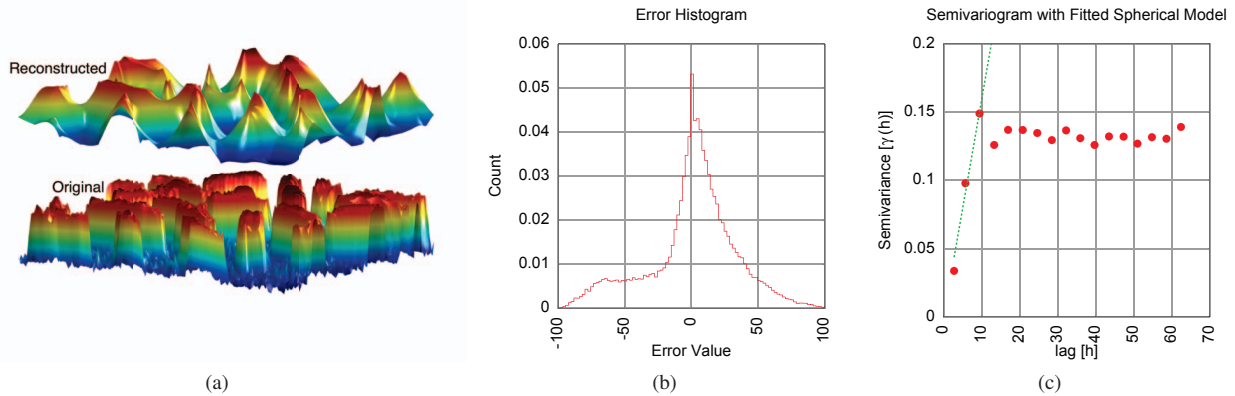 Reconstructed
Original
(a)
Error Histogram
Count
0.06
0.05
0.04
0.03
0.02
0.01
0
-100
-50
0
50
100
Error Value
(b)
Semivariogram with Fitted Spherical Model
Semivariance [γ(h)]
0.2
0.15
0.1
0.05
0
0
10
20
30
40
50
60
70
lag [h]
(c)